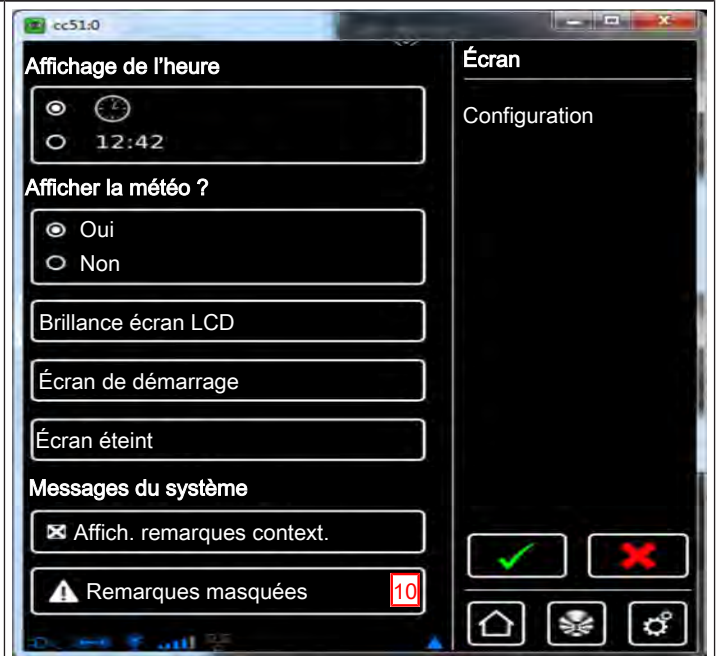 cc51:0
Affichage de l'heure
12:42
Afficher la météo ?
Oui
Non
Brillance écran LCD
Écran de démarrage
Écran éteint
Messages du système
Affich. remarques context.
Remarques masquées 10
Écran
Configuration